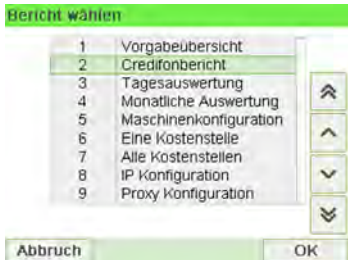 Bericht wählen
1 Vorgabeübersicht
2 Credifonbericht
3 Tagesauswertung
4 Monatliche Auswertung
5 Maschinenkonfiguration
6 Eine Kostenstelle
7 Alle Kostenstellen
8 IP Konfiguration
9 Proxy Konfiguration
Abbruch OK